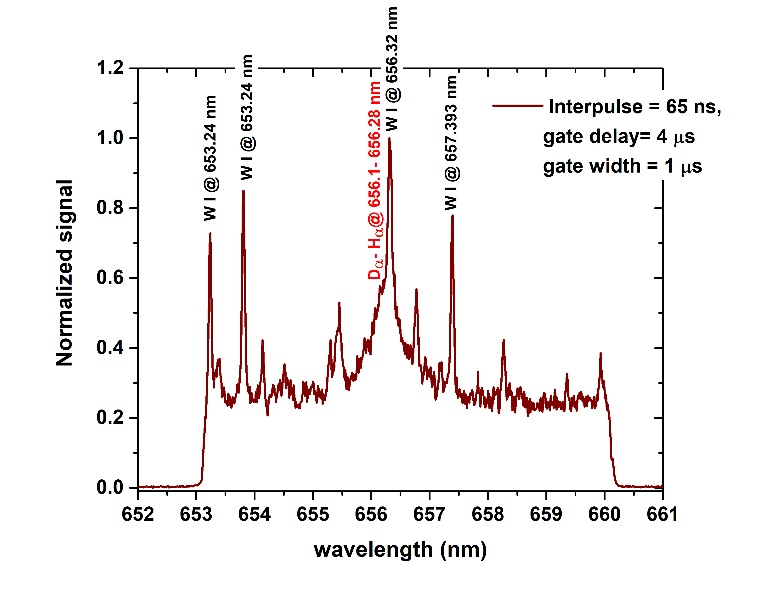 W I @ 653.24 nm
W I @ 653.24 nm
Dα- Hα@ 656.1- 656.28 nm
W I @ 656.32 nm
W I @ 657.393 nm
Interpulse = 65 ns,
gate delay= 4 μs
gate width = 1 μs
Normalized signal
1.2
1.0
0.8
0.6
0.4
0.2
0.0
652 653 654 655 656 657 658 659 660 661
wavelength (nm)